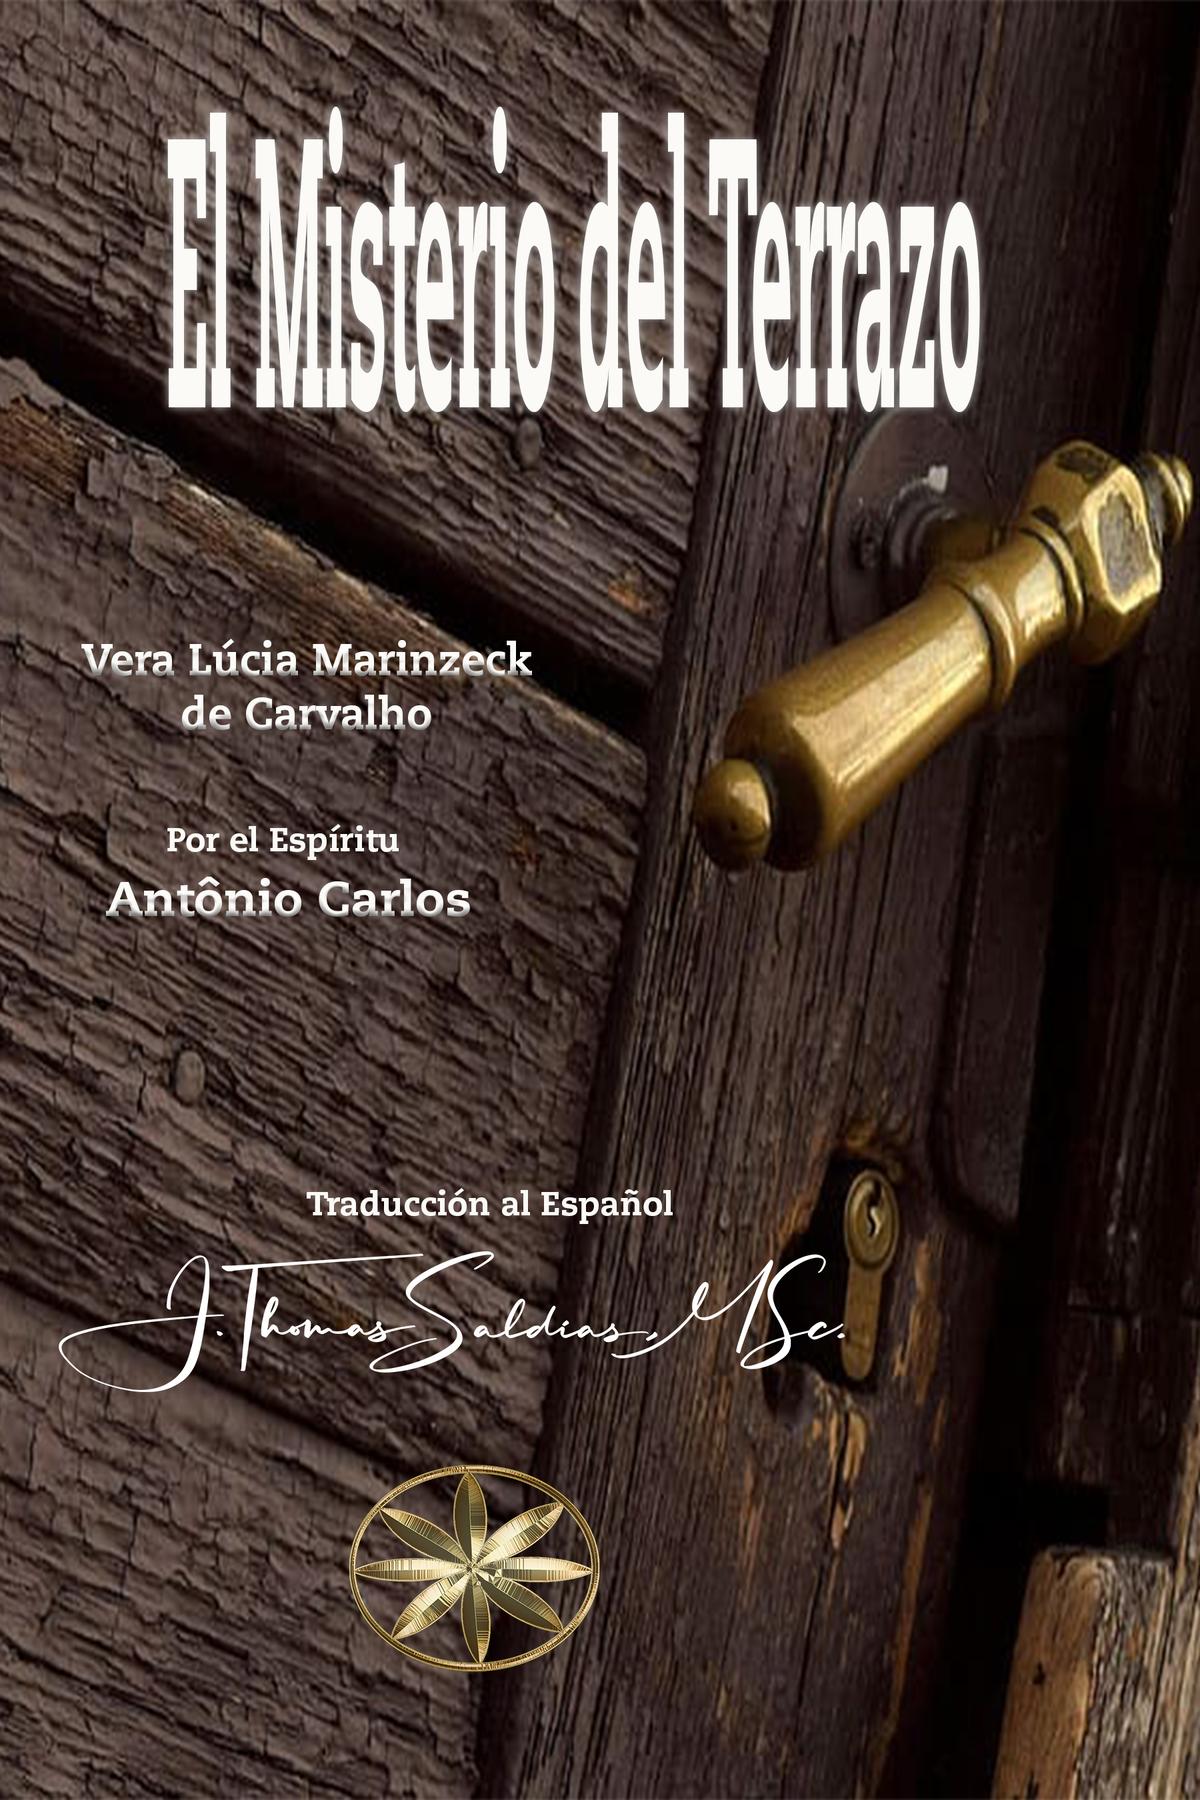 El Misterio del Terrazo
Vera Lúcia Marinzeck
de Carvalho
Por el Espíritu
Antônio Carlos
Traducción al Español
J. Thomas Saldias, MSc.